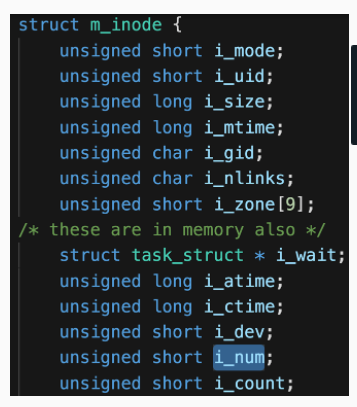 struct m_inode {
unsigned short i_mode;
unsigned short i_uid;
unsigned long i_size;
unsigned long i_mtime;
unsigned char i_gid;
unsigned char i_nlinks;
unsigned short i_zone[9];
/* these are in memory also */
struct task_struct * i_wait;
unsigned long i_atime;
unsigned long i_ctime;
unsigned short i_dev;
unsigned short i_num;
unsigned short i_count;